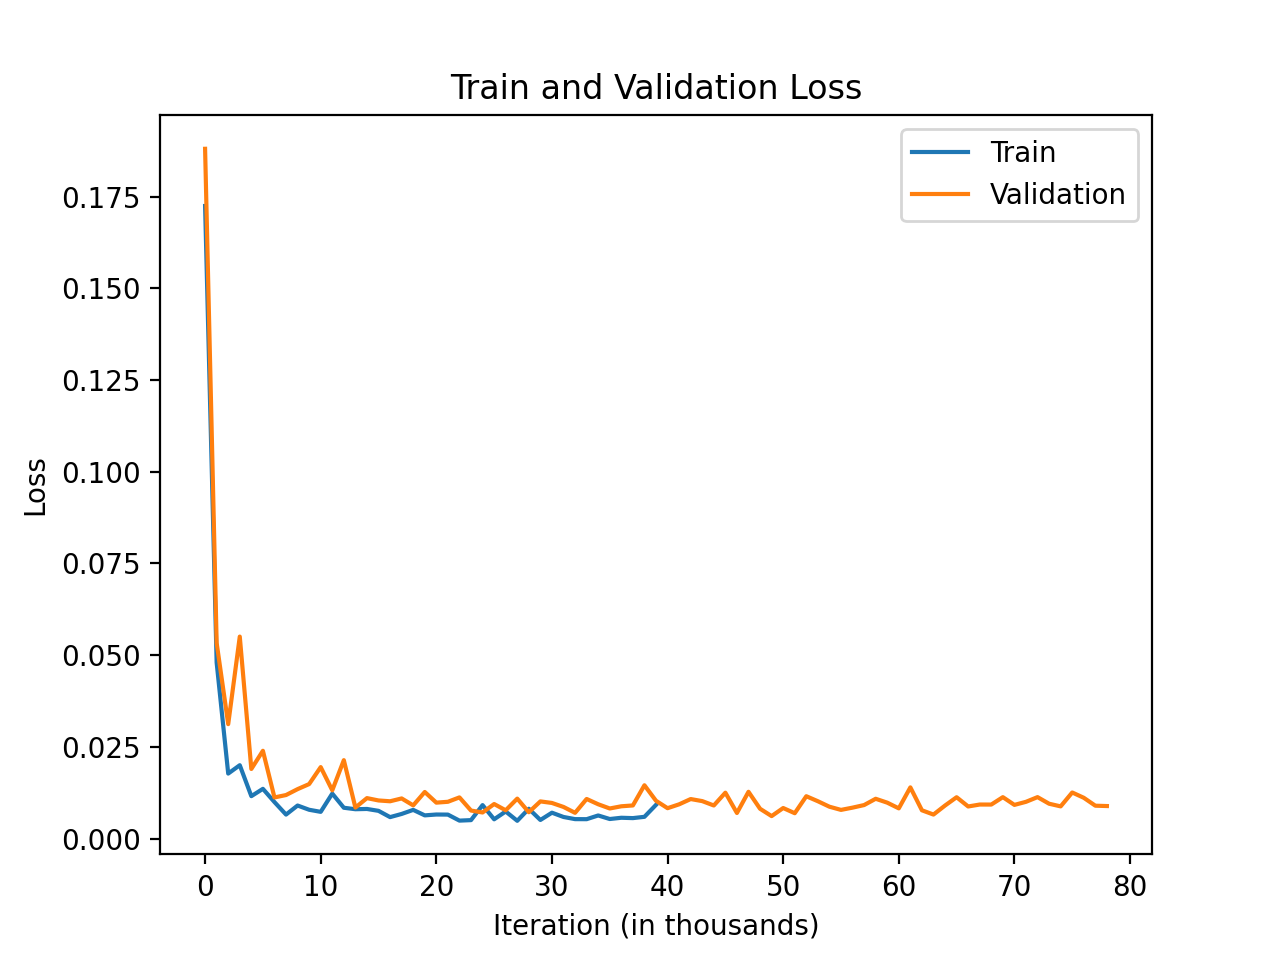 Train and Validation Loss
Train
Validation
0.175
0.150
0.125
0.100
0.075
0.050
0.025
0.000
Loss
0 10 20 30 40 50 60 70 80
Iteration (in thousands)